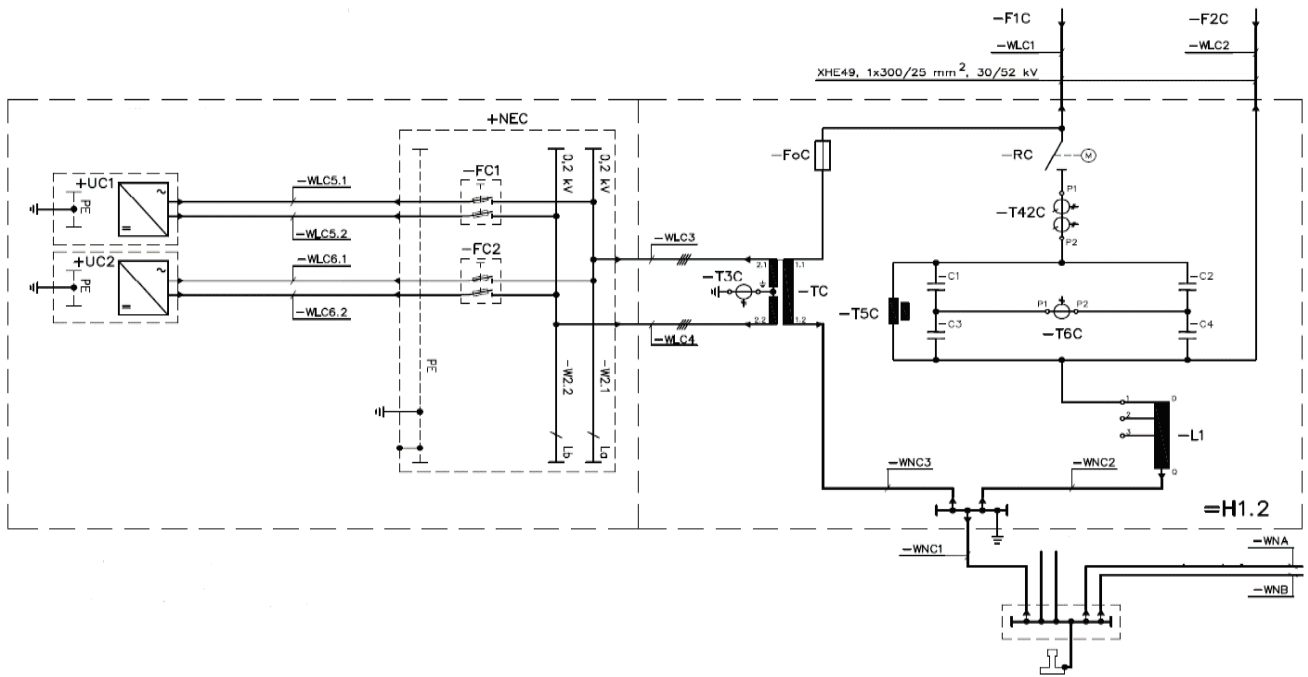 -F1C
-F2C
-WLC1
-WLC2
XHE49, 1x300/25 mm², 30/52 kV
+NEC
-FoC
-RC
M
+UC1
-WLC5.1
-FC1
0,2 kV
0,2 kV
P1
-T42C
P2
PE
~
=
-WLC5.2
-FC2
-WLC3
+UC2
-WLC6.1
2.1
1.1
-T3C
-TC
C1
C2
PE
~
=
P1
P2
-T5C
-T6C
-WLC6.2
2.2
1.2
C3
C4
-WLC4
PE
-W2.2
-W2.1
1
2
3
-L1
Lb
La
-WNC3
-WNC2
=H1.2
-WNC1
-WNA
-WNB